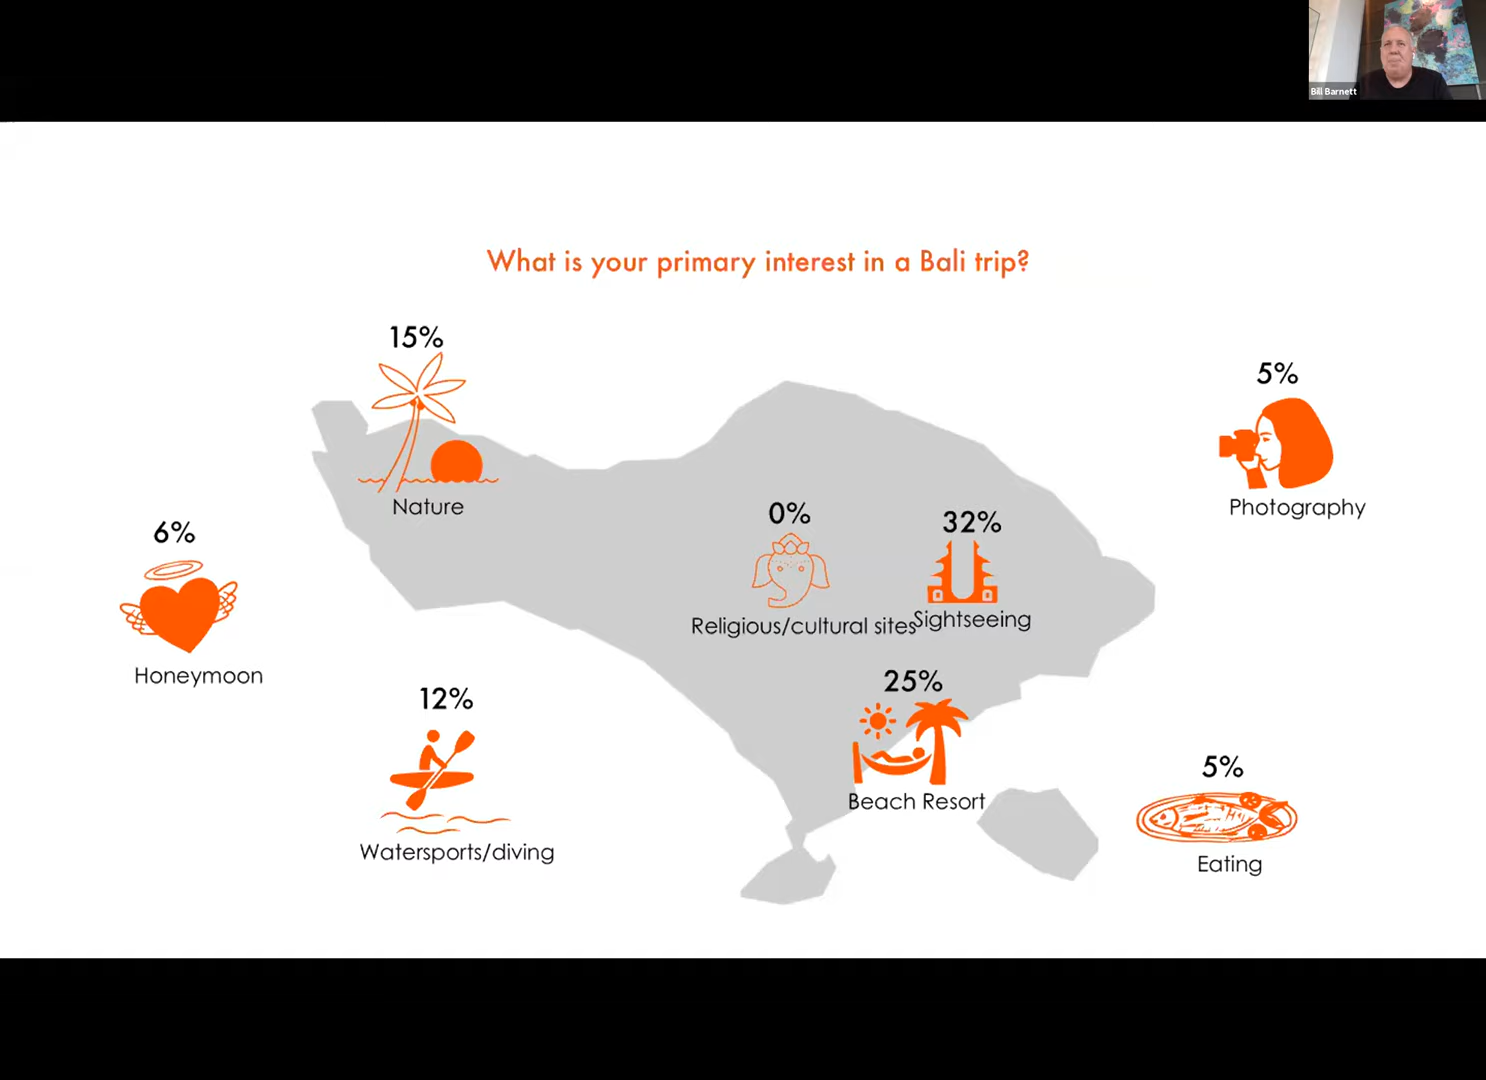 Bill Barnett
What is your primary interest in a Bali trip?
15%
Nature
5%
Photography
6%
Honeymoon
0%
Religious/cultural sites
32%
Sightseeing
12%
Watersports/diving
25%
Beach Resort
5%
Eating